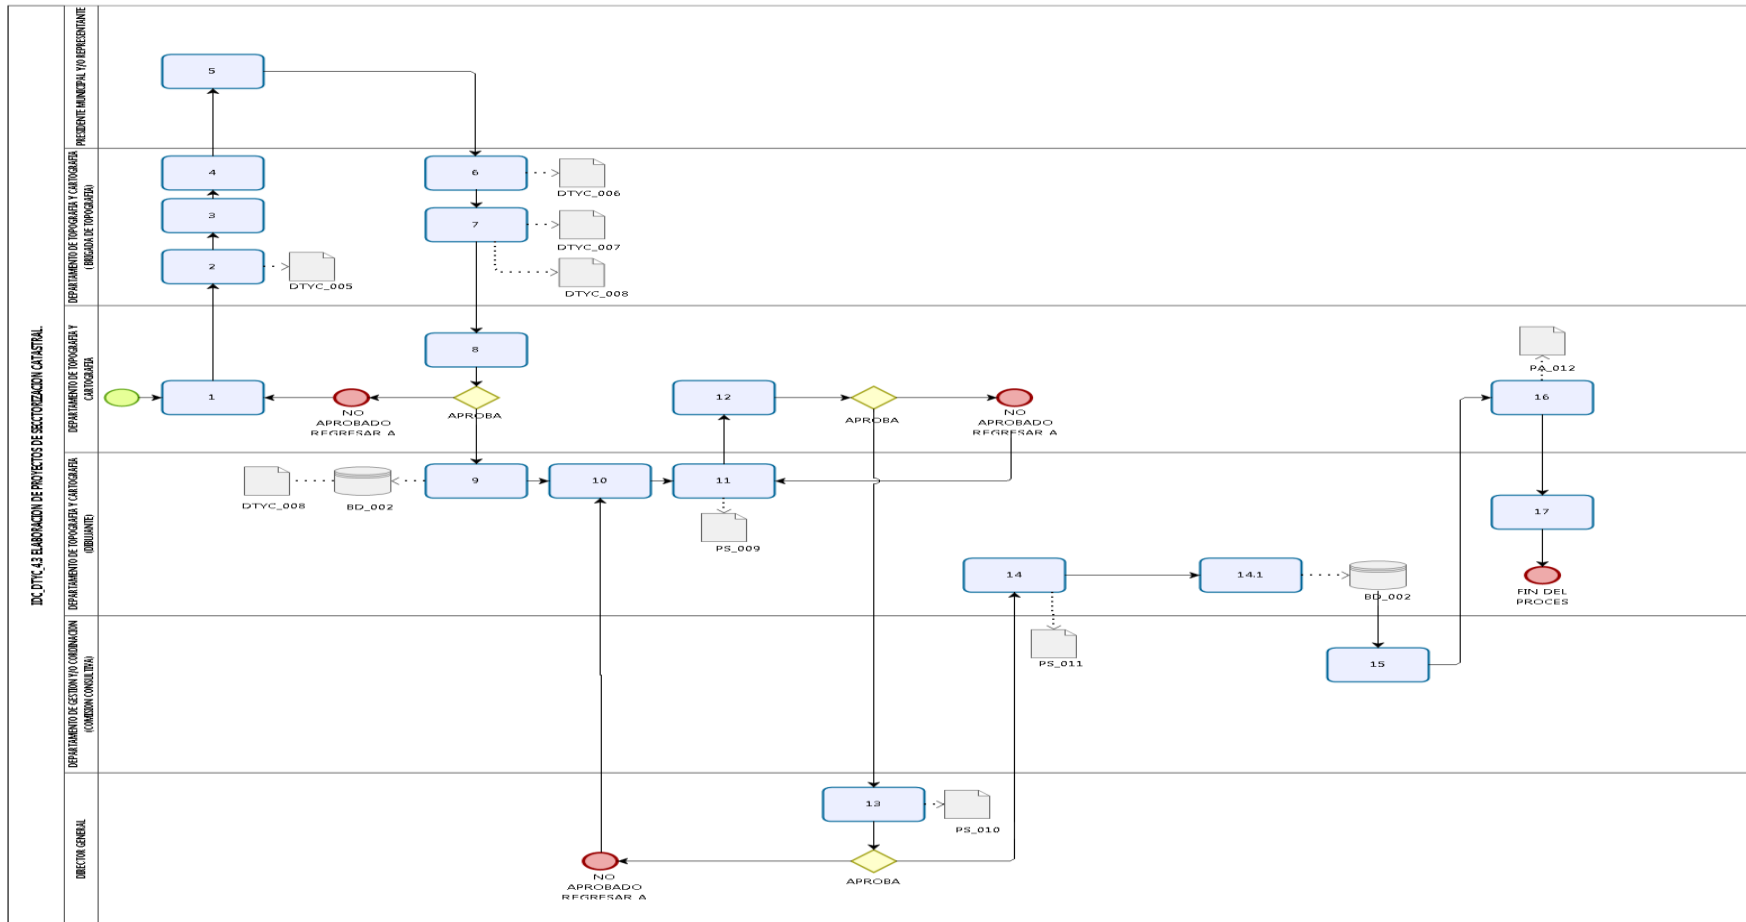 IDC_DTYC_4.3 ELABORACION DE PROYECTOS DE SECTORIZACION CATASTRAL.
PRESIDENTE MUNICIPAL Y/O REPRESENTANTE
5
DEPARTAMENTO DE TOPOGRAFIA Y CARTOGRAFIA
( BRIGADA DE TOPOGRAFIA)
4
3
2
DTYC_005
6
DTYC_006
7
DTYC_007
DTYC_008
DEPARTAMENTO DE TOPOGRAFIA Y
CARTOGRAFIA
1
NO
APROBADO
REGRESAR A
8
APROBA
12
APROBA
NO
APROBADO
REGRESAR A
PA_012
16
DEPARTAMENTO DE TOPOGRAFIA Y CARTOGRAFIA
(DIBUJANTE)
DTYC_008
BD_002
9
10
11
PS_009
14
14.1
BD_002
17
FIN DEL
PROCES
DEPARTAMENTO DE GESTION Y/O CORDINACION
(COMISION CONSULTIVA)
PS_011
15
DIRECTOR GENERAL
13
PS_010
NO
APROBADO
REGRESAR A
APROBA